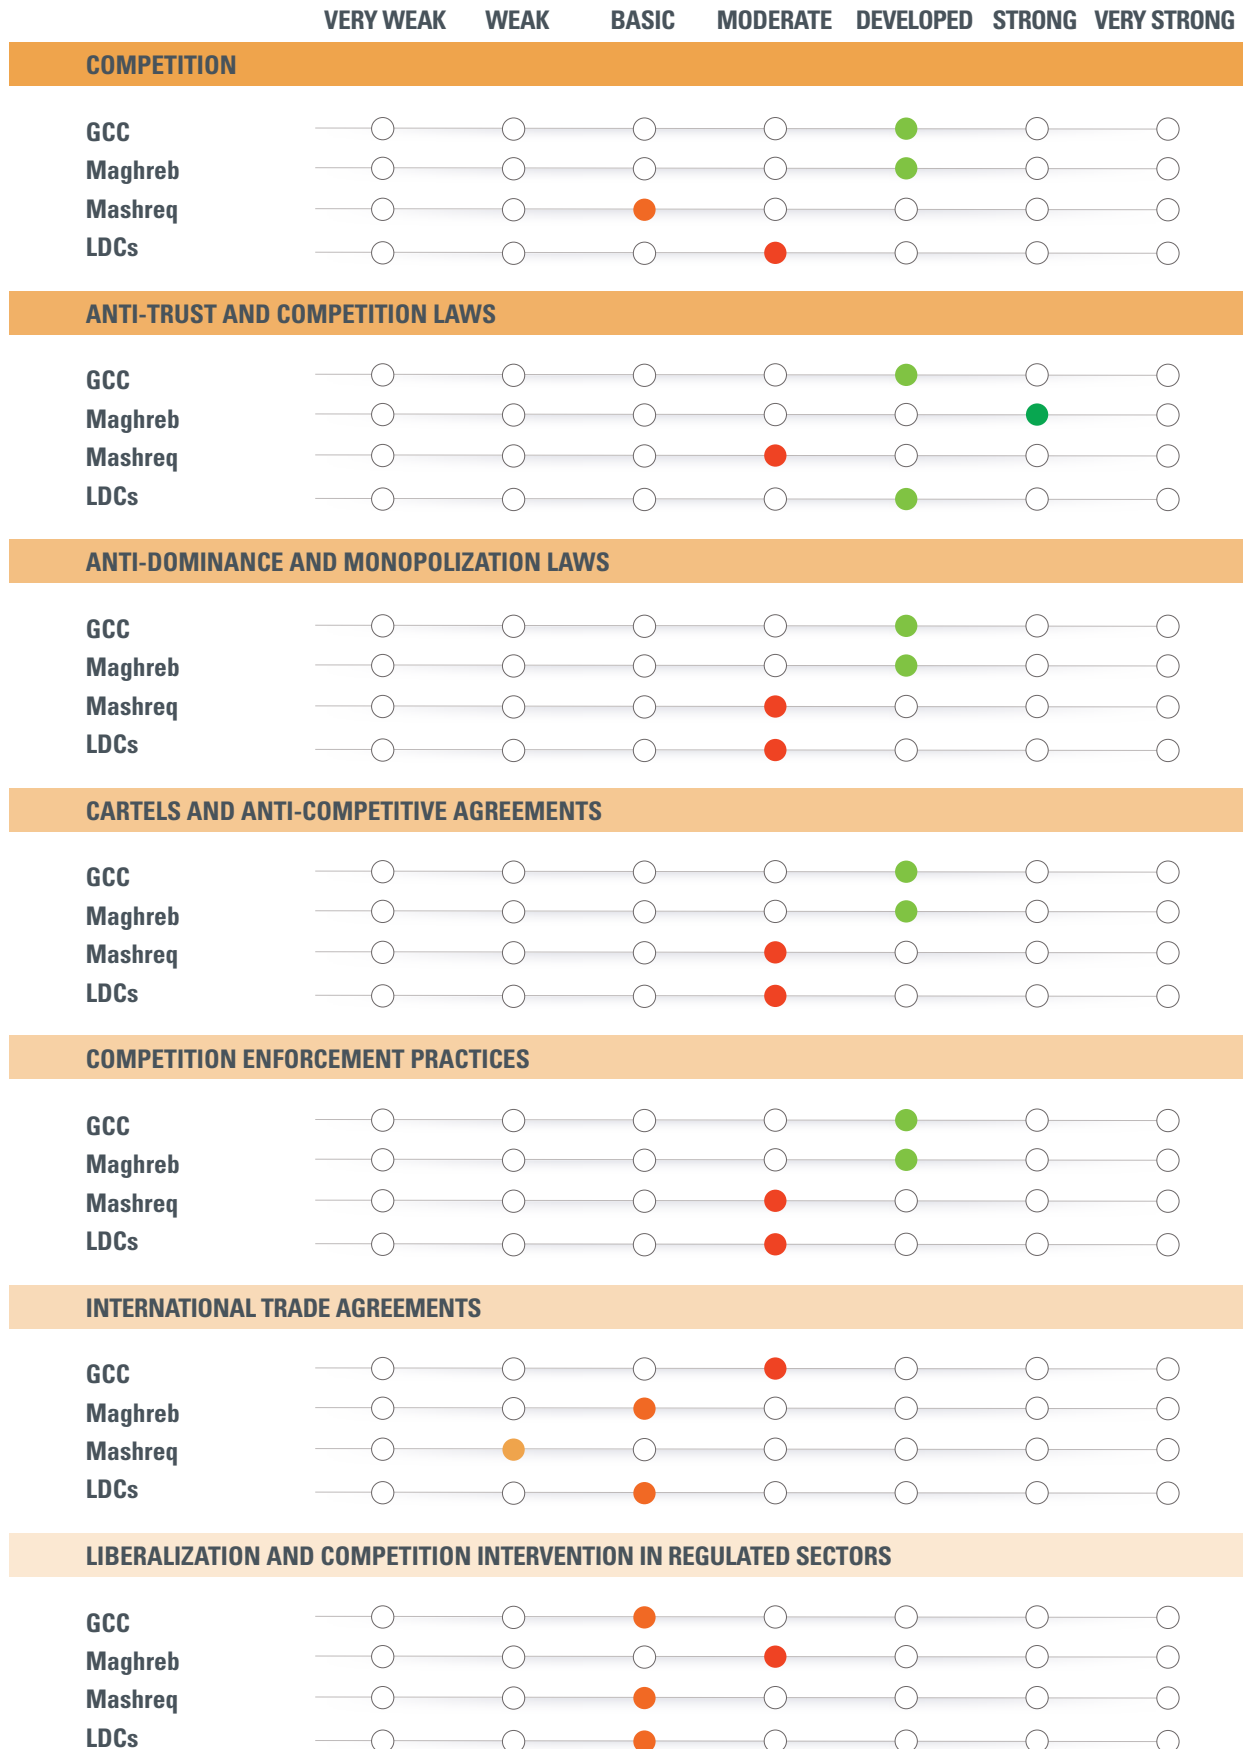 VERY WEAK WEAK BASIC MODERATE DEVELOPED STRONG VERY STRONG
COMPETITION
GCC
Maghreb
Mashreq
LDCs
ANTI-TRUST AND COMPETITION LAWS
GCC
Maghreb
Mashreq
LDCs
ANTI-DOMINANCE AND MONOPOLIZATION LAWS
GCC
Maghreb
Mashreq
LDCs
CARTELS AND ANTI-COMPETITIVE AGREEMENTS
GCC
Maghreb
Mashreq
LDCs
COMPETITION ENFORCEMENT PRACTICES
GCC
Maghreb
Mashreq
LDCs
INTERNATIONAL TRADE AGREEMENTS
GCC
Maghreb
Mashreq
LDCs
LIBERALIZATION AND COMPETITION INTERVENTION IN REGULATED SECTORS
GCC
Maghreb
Mashreq
LDCs